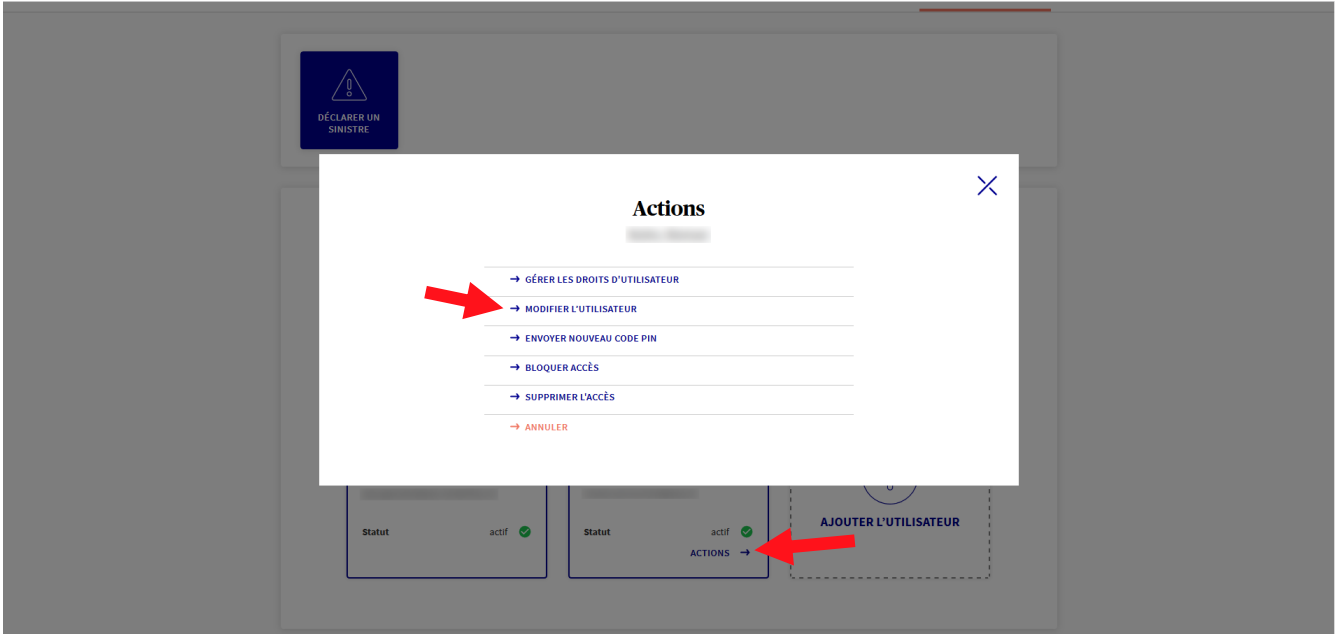 DÉCLARER UN
SINISTRE
Actions
GÉRER LES DROITS D'UTILISATEUR
MODIFIER L'UTILISATEUR
ENVOYER NOUVEAU CODE PIN
BLOQUER ACCÈS
SUPPRIMER L'ACCÈS
ANNULER
Statut actif
Statut actif
ACTIONS
AJOUTER L'UTILISATEUR